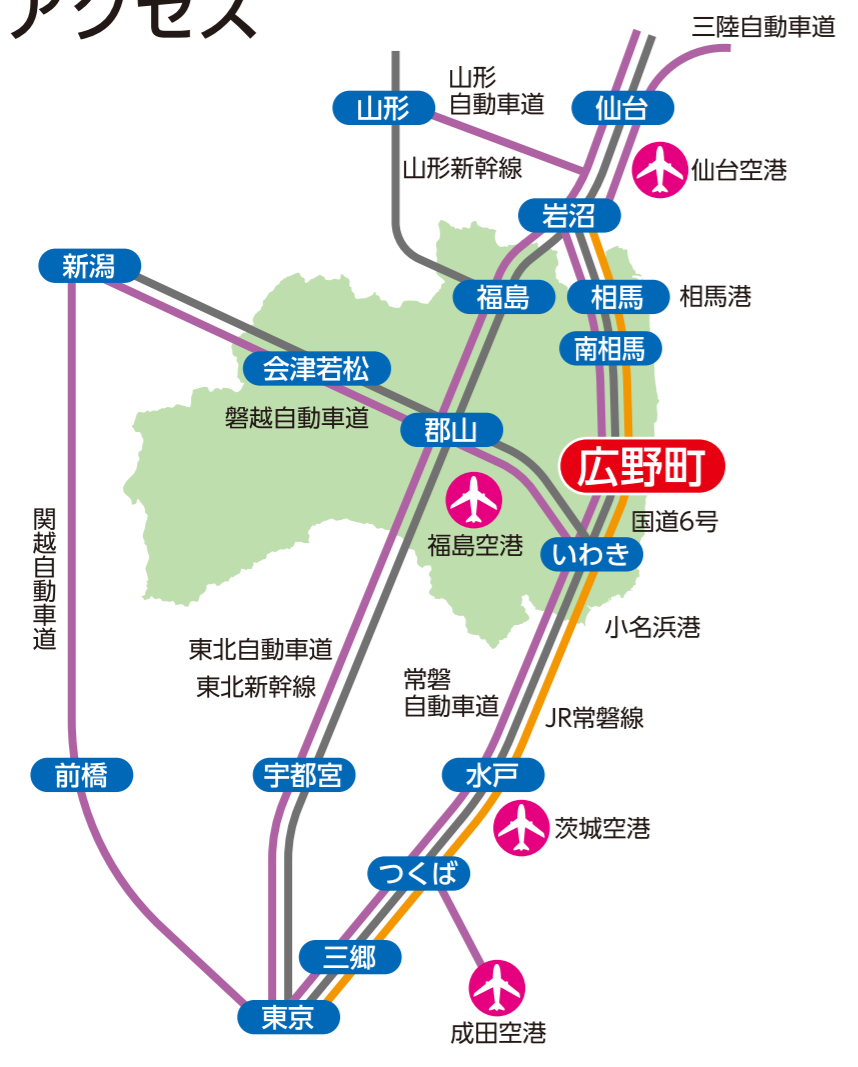 アクセス
三陸自動車道
山形
自動車道
山形
仙台
山形新幹線
仙台空港
岩沼
新潟
福島
相馬
相馬港
南相馬
会津若松
磐越自動車道
郡山
広野町
関越自動車道
国道6号
福島空港
いわき
小名浜港
東北自動車道
東北新幹線
常磐
自動車道
JR常磐線
前橋
宇都宮
水戸
茨城空港
つくば
三郷
東京
成田空港